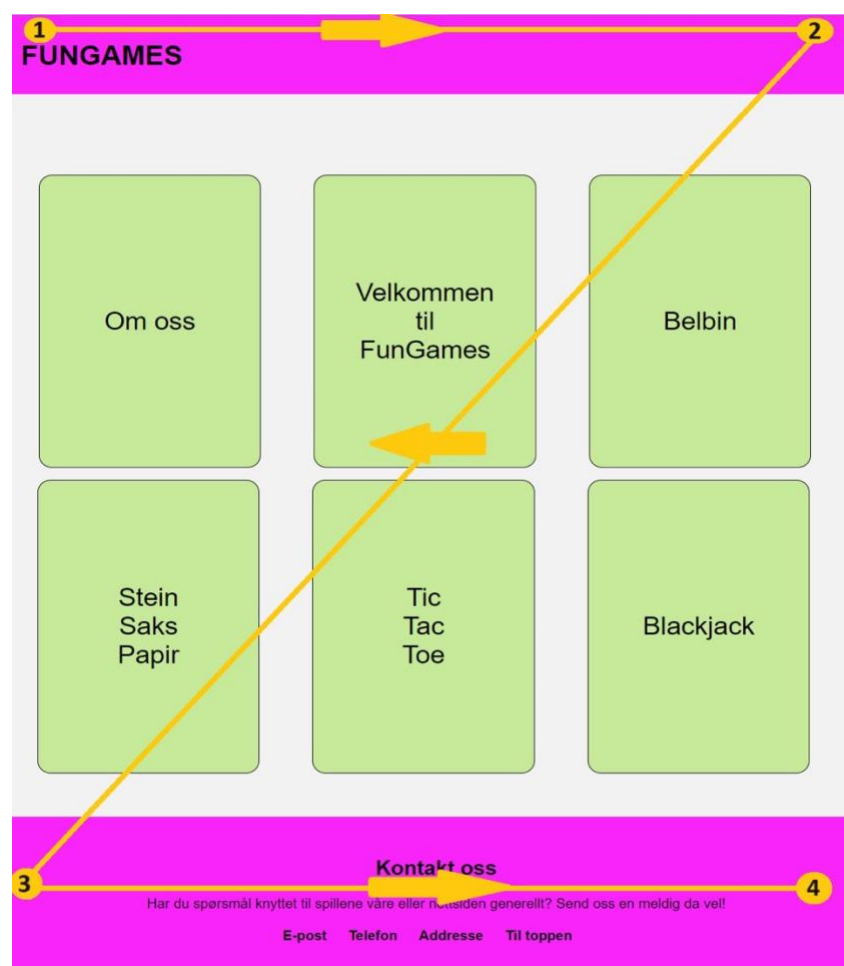 1
2
FUNGAMES
Om oss
Velkommen
til
FunGames
Belbin
Stein
Saks
Papir
Tic
Tac
Toe
Blackjack
Kontakt oss
3
4
Har du spørsmål knyttet til spillene våre eller nettsiden generellt? Send oss en meldig da vel!
E-post Telefon Addresse Til toppen